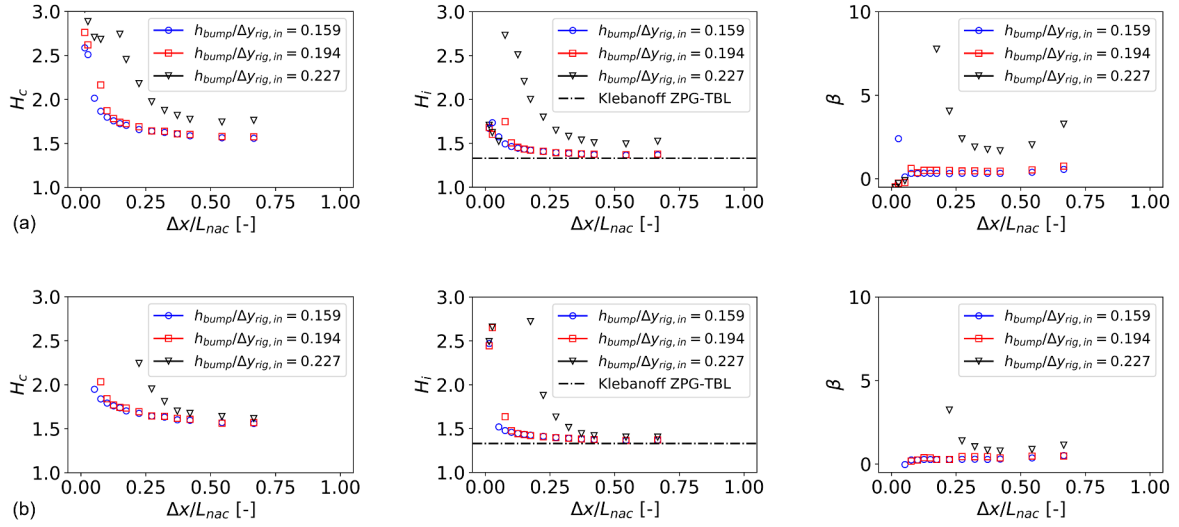 3.0
2.5
2.0
1.5
1.0
H_c
0.00 0.25 0.50 0.75 1.00
Δx/L_nac [-]
h_bump/Δy_rig, in = 0.159
h_bump/Δy_rig, in = 0.194
h_bump/Δy_rig, in = 0.227
(a)
3.0
2.5
2.0
1.5
1.0
H_i
0.00 0.25 0.50 0.75 1.00
Δx/L_nac [-]
h_bump/Δy_rig, in = 0.159
h_bump/Δy_rig, in = 0.194
h_bump/Δy_rig, in = 0.227
Klebanoff ZPG-TBL
10
5
0
β
0.00 0.25 0.50 0.75 1.00
Δx/L_nac [-]
h_bump/Δy_rig, in = 0.159
h_bump/Δy_rig, in = 0.194
h_bump/Δy_rig, in = 0.227
3.0
2.5
2.0
1.5
1.0
H_c
0.00 0.25 0.50 0.75 1.00
Δx/L_nac [-]
h_bump/Δy_rig, in = 0.159
h_bump/Δy_rig, in = 0.194
h_bump/Δy_rig, in = 0.227
(b)
3.0
2.5
2.0
1.5
1.0
H_i
0.00 0.25 0.50 0.75 1.00
Δx/L_nac [-]
h_bump/Δy_rig, in = 0.159
h_bump/Δy_rig, in = 0.194
h_bump/Δy_rig, in = 0.227
Klebanoff ZPG-TBL
10
5
0
β
0.00 0.25 0.50 0.75 1.00
Δx/L_nac [-]
h_bump/Δy_rig, in = 0.159
h_bump/Δy_rig, in = 0.194
h_bump/Δy_rig, in = 0.227